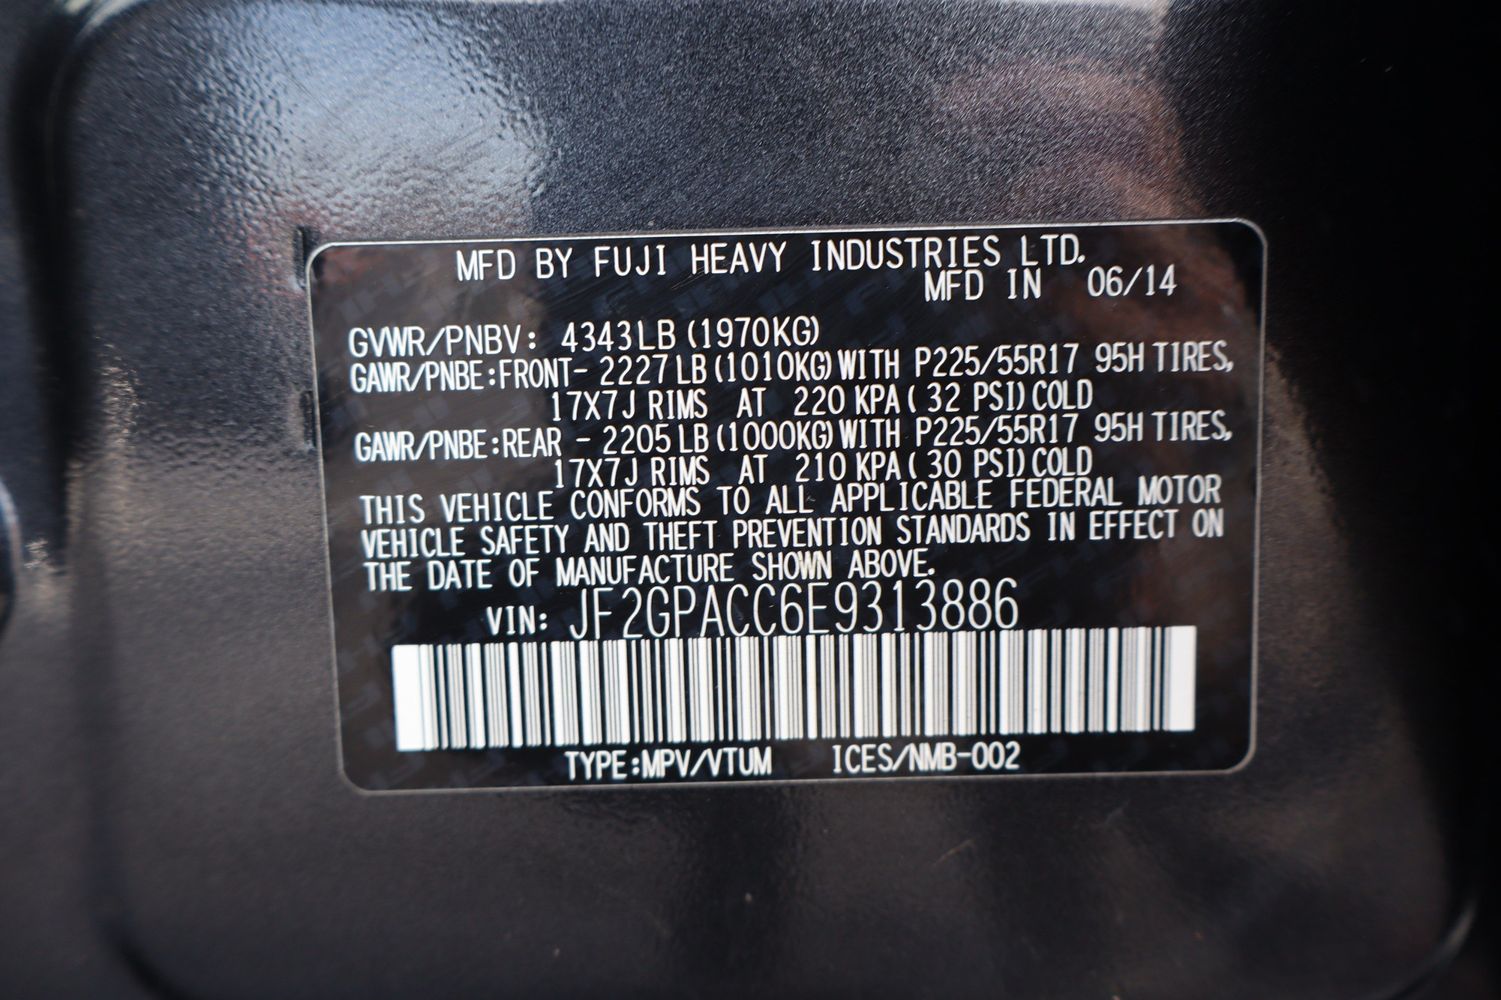 MFD BY FUJI HEAVY INDUSTRIES LTD.
MFD IN 06/14
GVWR/PNBV: 4343LB (1970KG)
GAWR/PNBE:FRONT- 2227LB (1010KG) WITH P225/55R17 95H TIRES,
17X7J RIMS AT 220 KPA ( 32 PSI) COLD
GAWR/PNBE:REAR - 2205LB (1000KG) WITH P225/55R17 95H TIRES,
17X7J RIMS AT 210 KPA ( 30 PSI) COLD
THIS VEHICLE CONFORMS TO ALL APPLICABLE FEDERAL MOTOR
VEHICLE SAFETY AND THEFT PREVENTION STANDARDS IN EFFECT ON
THE DATE OF MANUFACTURE SHOWN ABOVE.
VIN: JF2GPACC6E9313886
TYPE:MPV/VTUM ICES/NMB-002